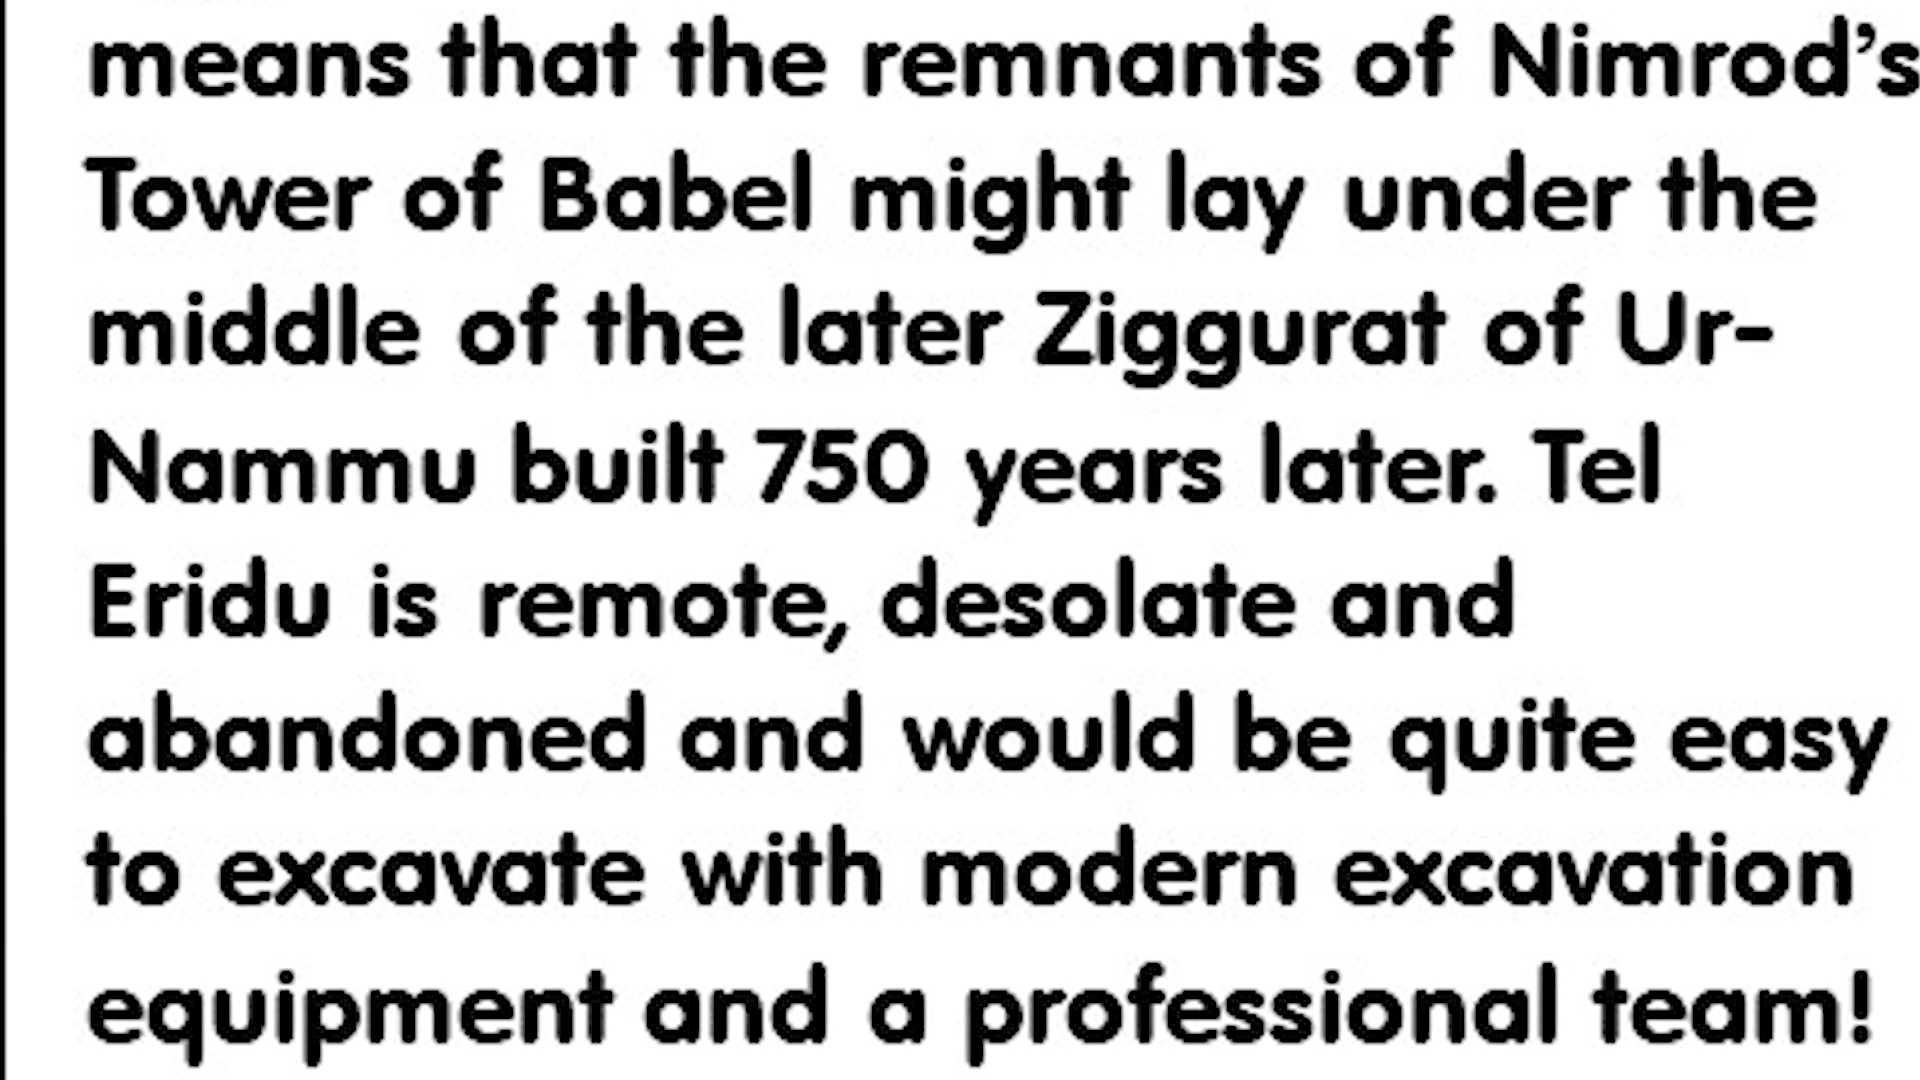 means that the remnants of Nimrod's
Tower of Babel might lay under the
middle of the later Ziggurat of Ur-
Nammu built 750 years later. Tel
Eridu is remote, desolate and
abandoned and would be quite easy
to excavate with modern excavation
equipment and a professional team!